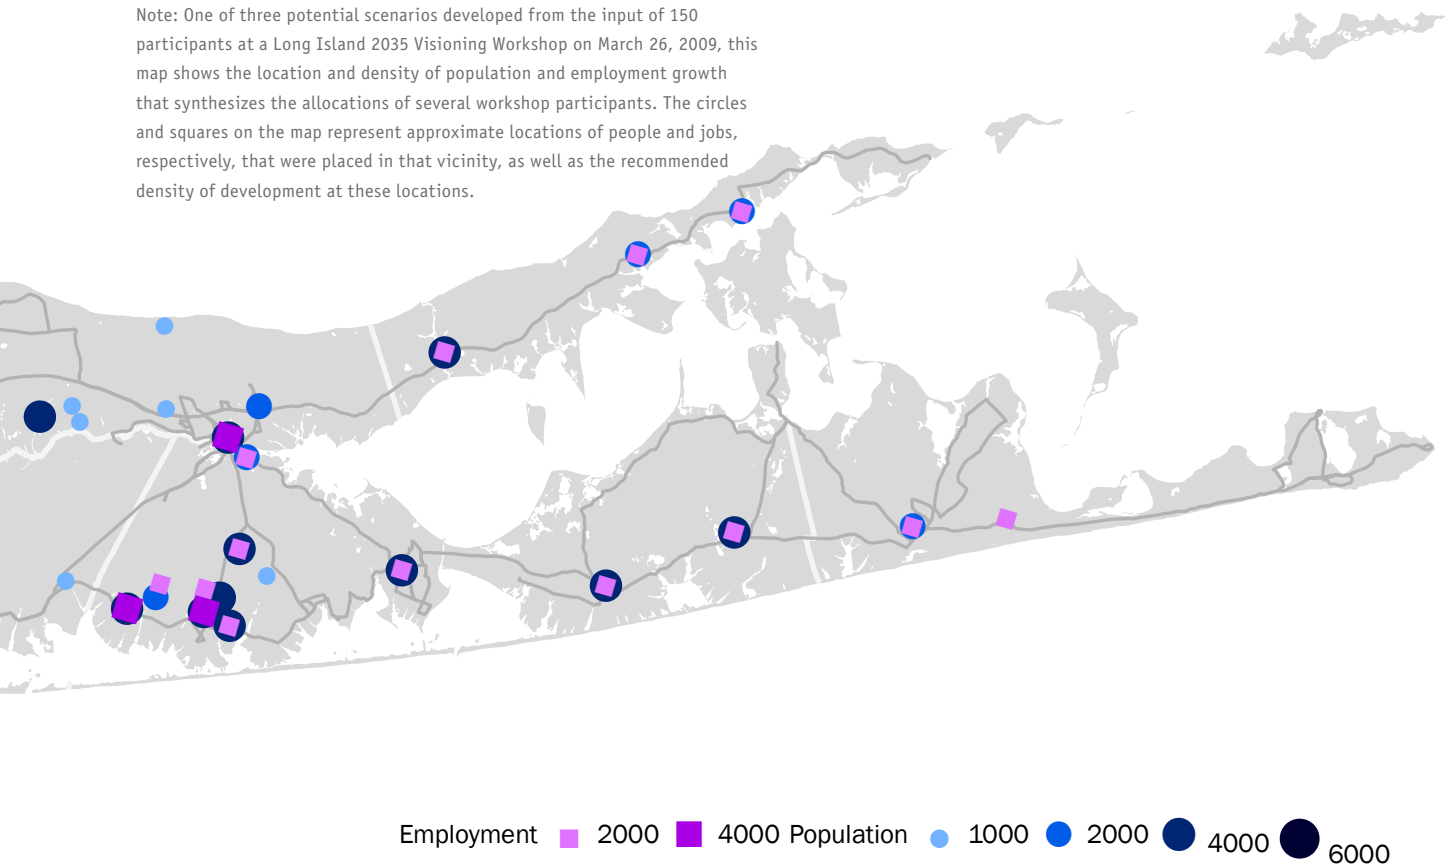 Note: One of three potential scenarios developed from the input of 150
participants at a Long Island 2035 Visioning Workshop on March 26, 2009, this
map shows the location and density of population and employment growth
that synthesizes the allocations of several workshop participants. The circles
and squares on the map represent approximate locations of people and jobs,
respectively, that were placed in that vicinity, as well as the recommended
density of development at these locations.
Employment 2000 4000 Population 1000 2000 4000 6000